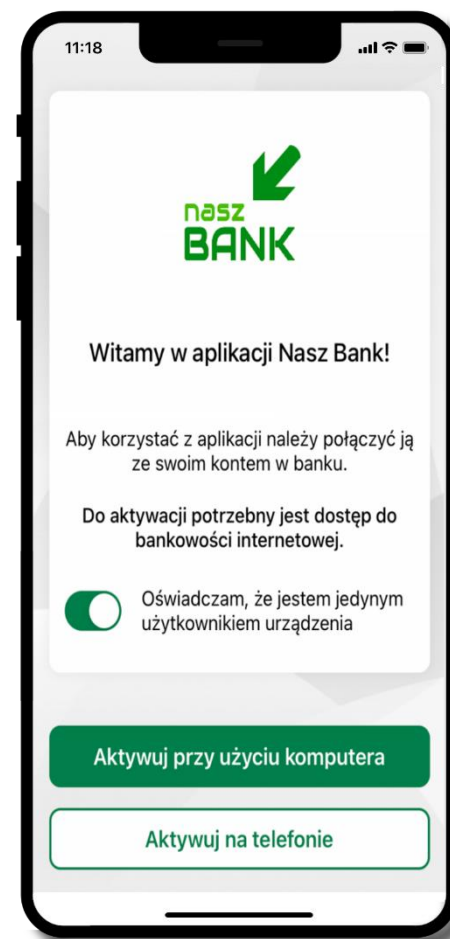 11:18
nasz
BANK
Witamy w aplikacji Nasz Bank!
Aby korzystać z aplikacji należy połączyć ją
ze swoim kontem w banku.
Do aktywacji potrzebny jest dostęp do
bankowości internetowej.
Oświadczam, że jestem jedynym
użytkownikiem urządzenia
Aktywuj przy użyciu komputera
Aktywuj na telefonie